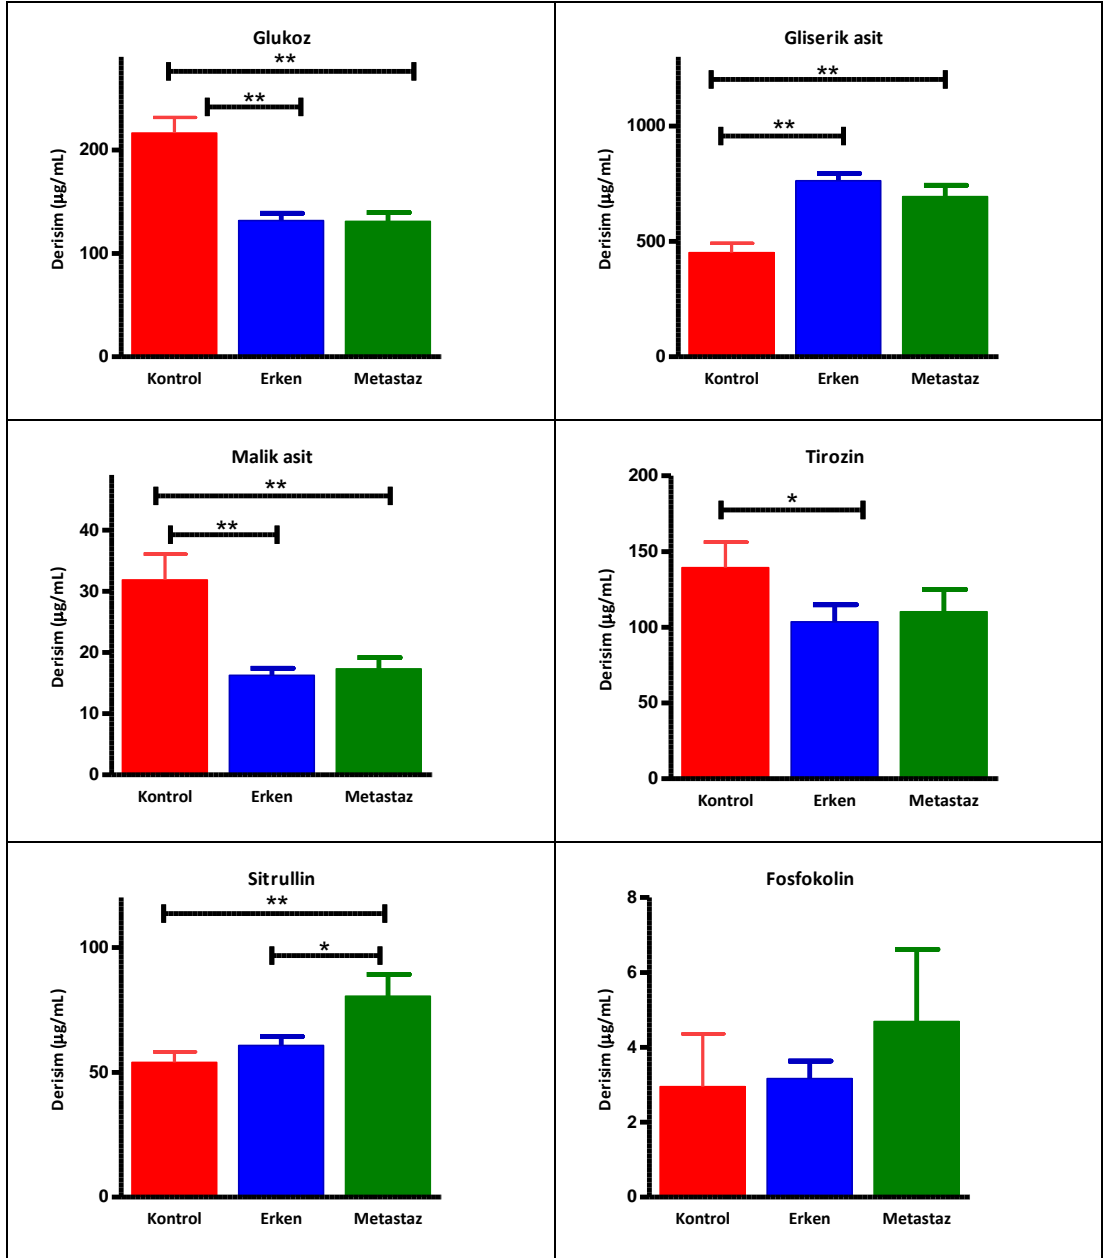 Glukoz
**
**
200
100
0
Derisim (µg/mL)
Kontrol Erken Metastaz
Gliserik asit
**
**
1000
500
0
Derisim (µg/mL)
Kontrol Erken Metastaz
Malik asit
**
**
40
30
20
10
0
Derisim (µg/mL)
Kontrol Erken Metastaz
Tirozin
*
200
150
100
50
0
Derisim (µg/mL)
Kontrol Erken Metastaz
Sitrullin
**
*
100
50
0
Derisim (µg/mL)
Kontrol Erken Metastaz
Fosfokolin
8
6
4
2
0
Derisim (µg/mL)
Kontrol Erken Metastaz